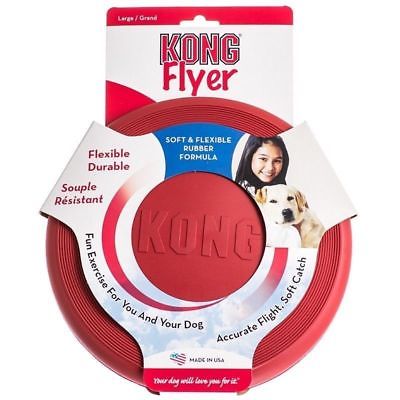 Large / Grand
KONG
Flyer
SOFT & FLEXIBLE
RUBBER
FORMULA
Flexible
Durable
Souple
Résistant
KONG
Fun Exercise For You And Your Dog
Accurate Flight, Soft Catch
MADE IN USA
Your dog will love you for it.